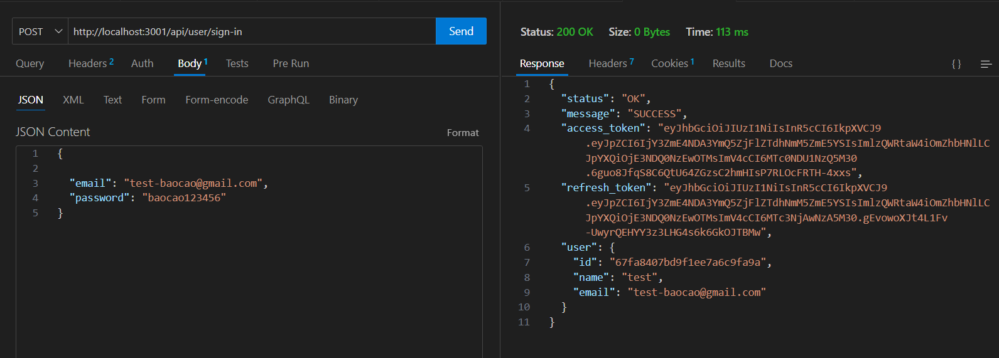 POST
http://localhost:3001/api/user/sign-in
Send
Query
Headers 2
Auth
Body 1
Tests
Pre Run
JSON
XML
Text
Form
Form-encode
GraphQL
Binary
JSON Content
Format
1 {
2
3 "email": "test-baocao@gmail.com",
4 "password": "baocao123456"
5 }
Status: 200 OK Size: 0 Bytes Time: 113 ms
Response
Headers 7
Cookies 1
Results
Docs
{ }
1 {
2 "status": "OK",
3 "message": "SUCCESS",
4 "access_token": "eyJhbGciOiJIUzI1NiIsInR5cCI6IkpXVCJ9
.eyJpZCI6IjY3ZmE4NDA3YmQ5ZjFlZTdhNmM5ZmE5YSIsImlzQWRtaW4iOmZhbHNlLC
JpYXQiOjE3NDQ0NzEwOTMsImV4cCI6MTc0NDU1NzQ5M30
.6guo8JfqS8C6QtU64ZGzsC2hmHIsP7RLOcFRTH-4xxs",
5 "refresh_token": "eyJhbGciOiJIUzI1NiIsInR5cCI6IkpXVCJ9
.eyJpZCI6IjY3ZmE4NDA3YmQ5ZjFlZTdhNmM5ZmE5YSIsImlzQWRtaW4iOmZhbHNlLC
JpYXQiOjE3NDQ0NzEwOTMsImV4cCI6MTc3NjAwNzA5M30.gEvowoXJt4L1Fv
-UwyrQEHYY3z3LHG4s6k6GkOJTBMw",
6 "user": {
7 "id": "67fa8407bd9f1ee7a6c9fa9a",
8 "name": "test",
9 "email": "test-baocao@gmail.com"
10 }
11 }